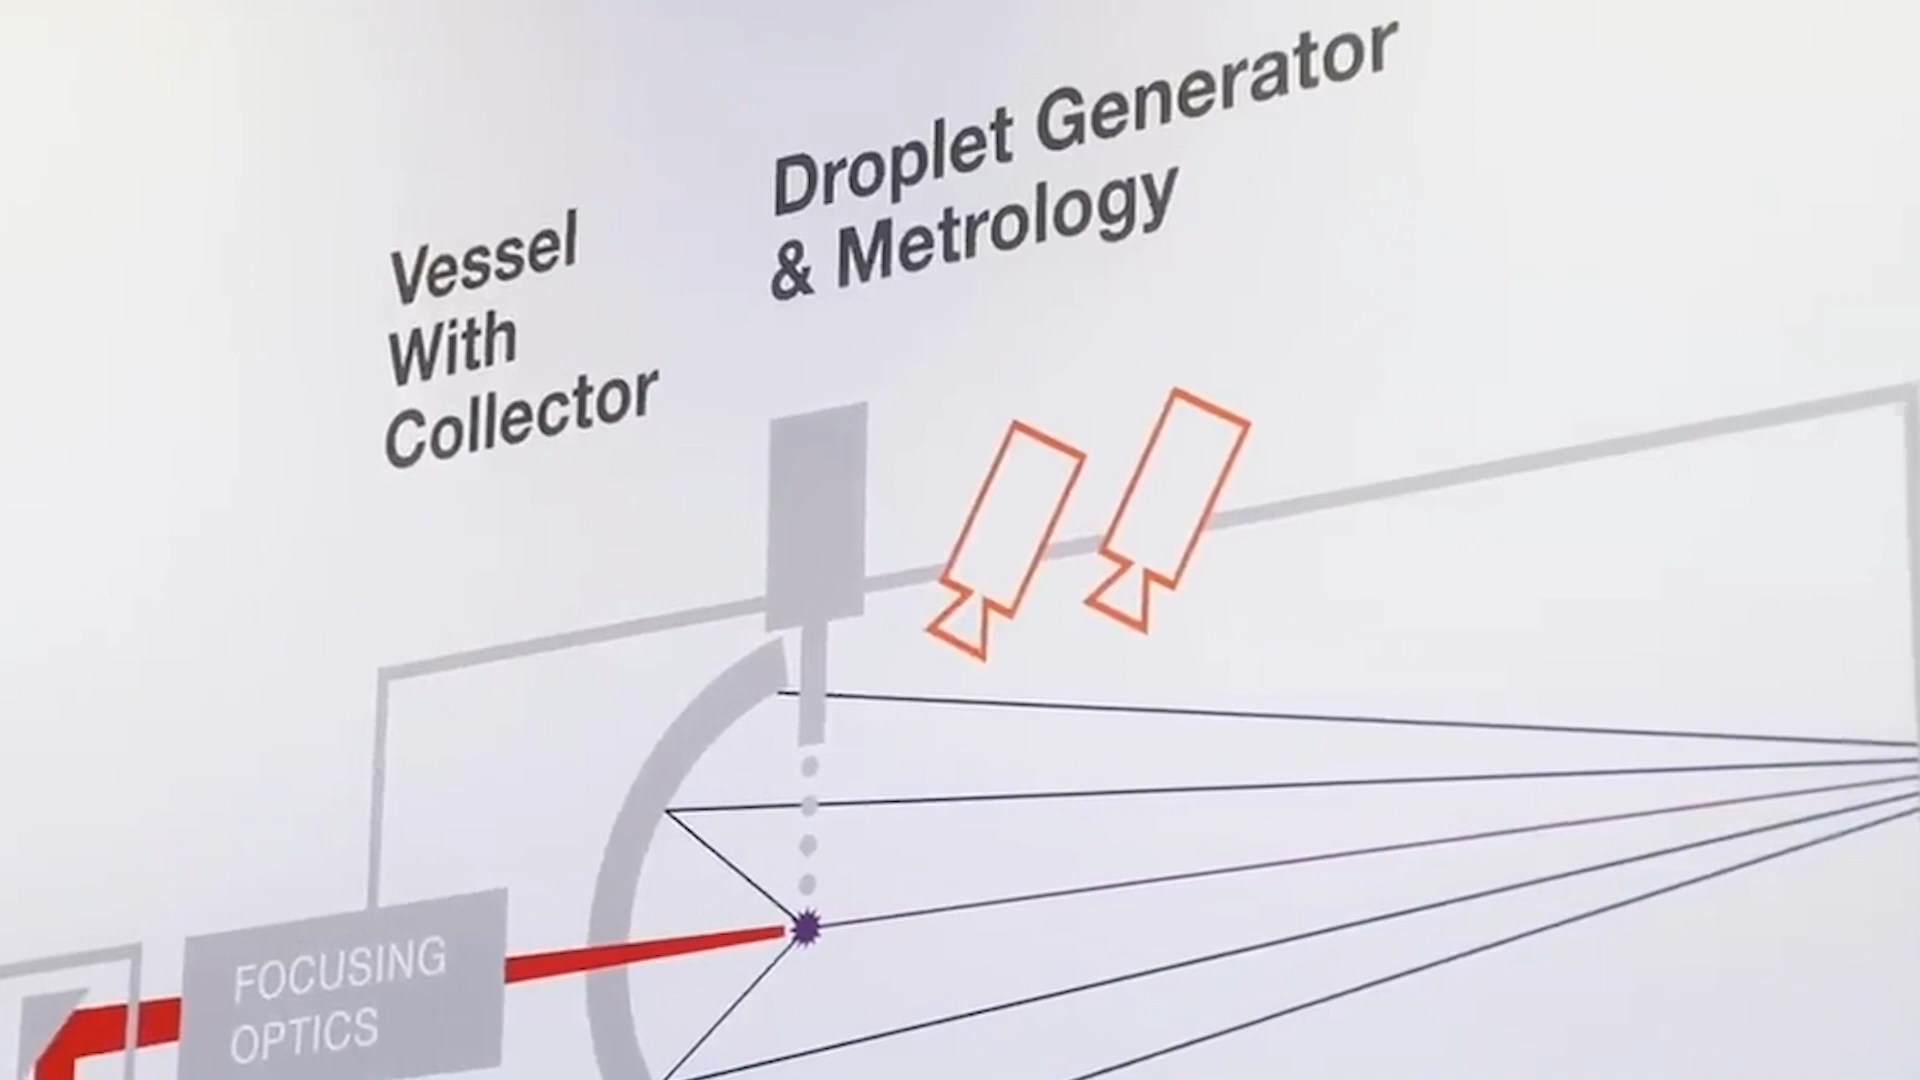 Vessel
With
Collector
Droplet Generator
& Metrology
FOCUSING
OPTICS